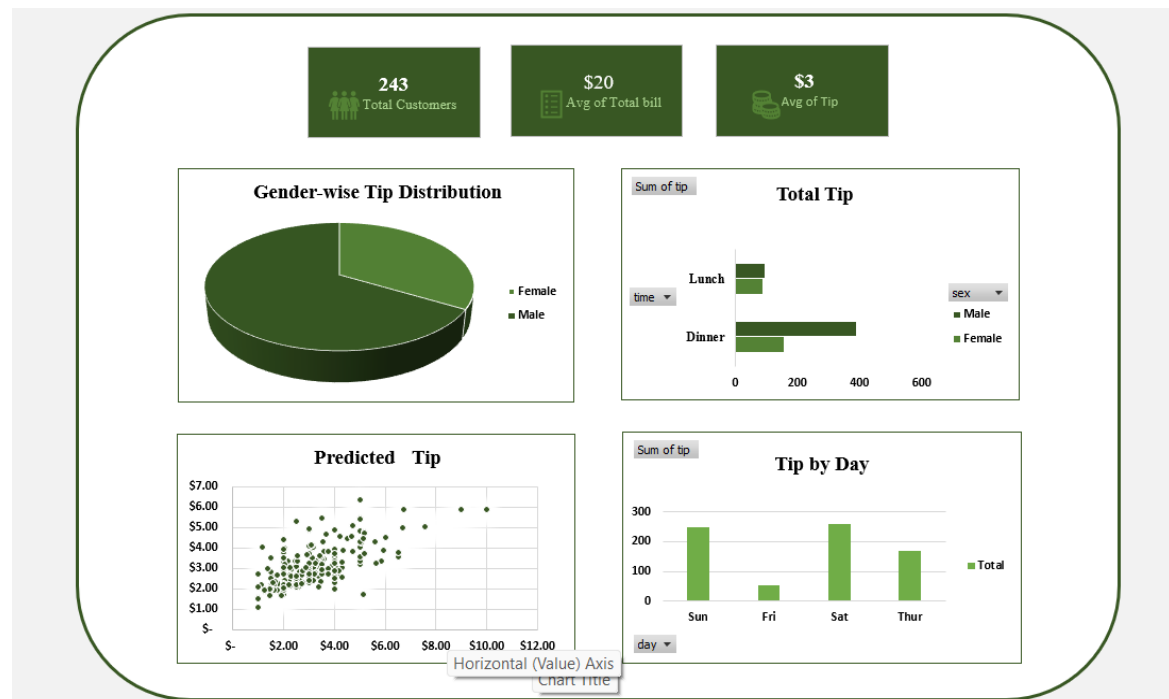 243
Total Customers
$20
Avg of Total bill
$3
Avg of Tip
Gender-wise Tip Distribution
Female
Male
Sum of tip
Total Tip
Lunch
Dinner
time
0 200 400 600
sex
Male
Female
Predicted Tip
$7.00
$6.00
$5.00
$4.00
$3.00
$2.00
$1.00
$-
$- $2.00 $4.00 $6.00 $8.00 $10.00 $12.00
Horizontal (Value) Axis
Chart Title
Sum of tip
Tip by Day
300
200
100
0
Sun Fri Sat Thur
Total
day